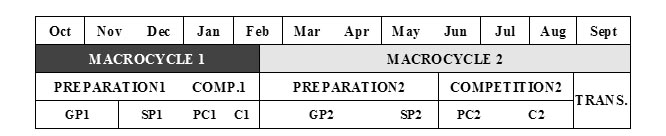 Oct Nov Dec Jan Feb Mar Apr May Jun Jul Aug Sept
MACROCYCLE 1 MACROCYCLE 2
PREPARATION1 COMP.1 PREPARATION2 COMPETITION2 TRANS.
GP1 SP1 PC1 C1 GP2 SP2 PC2 C2